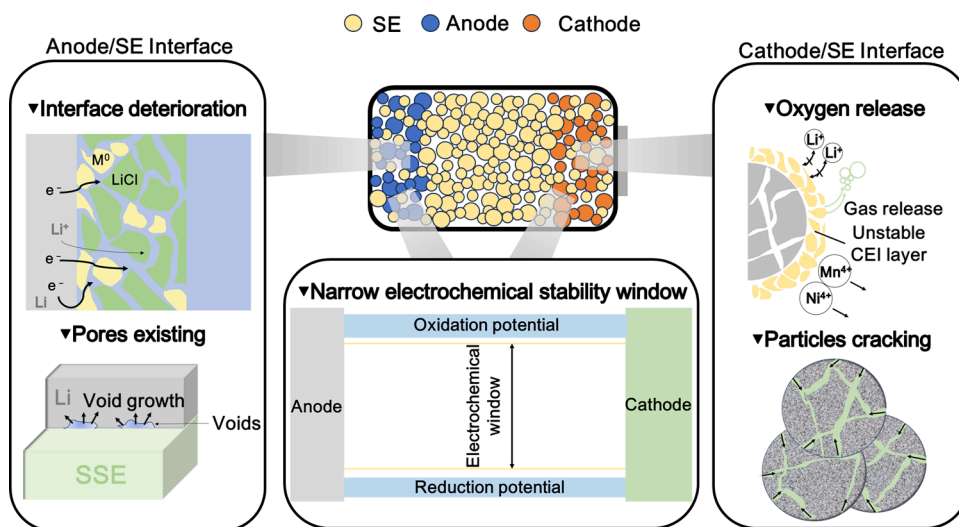 SE Anode Cathode
Anode/SE Interface
▾Interface deterioration
M⁰
LiCl
e⁻
Li⁺
e⁻
e⁻
Li
▾Pores existing
Li
Void growth
Voids
SSE
▾Narrow electrochemical stability window
Oxidation potential
Anode
Electrochemical
window
Cathode
Reduction potential
Cathode/SE Interface
▾Oxygen release
Li⁺
Li⁺
Gas release
Unstable
CEI layer
Mn⁴⁺
Ni⁴⁺
▾Particles cracking